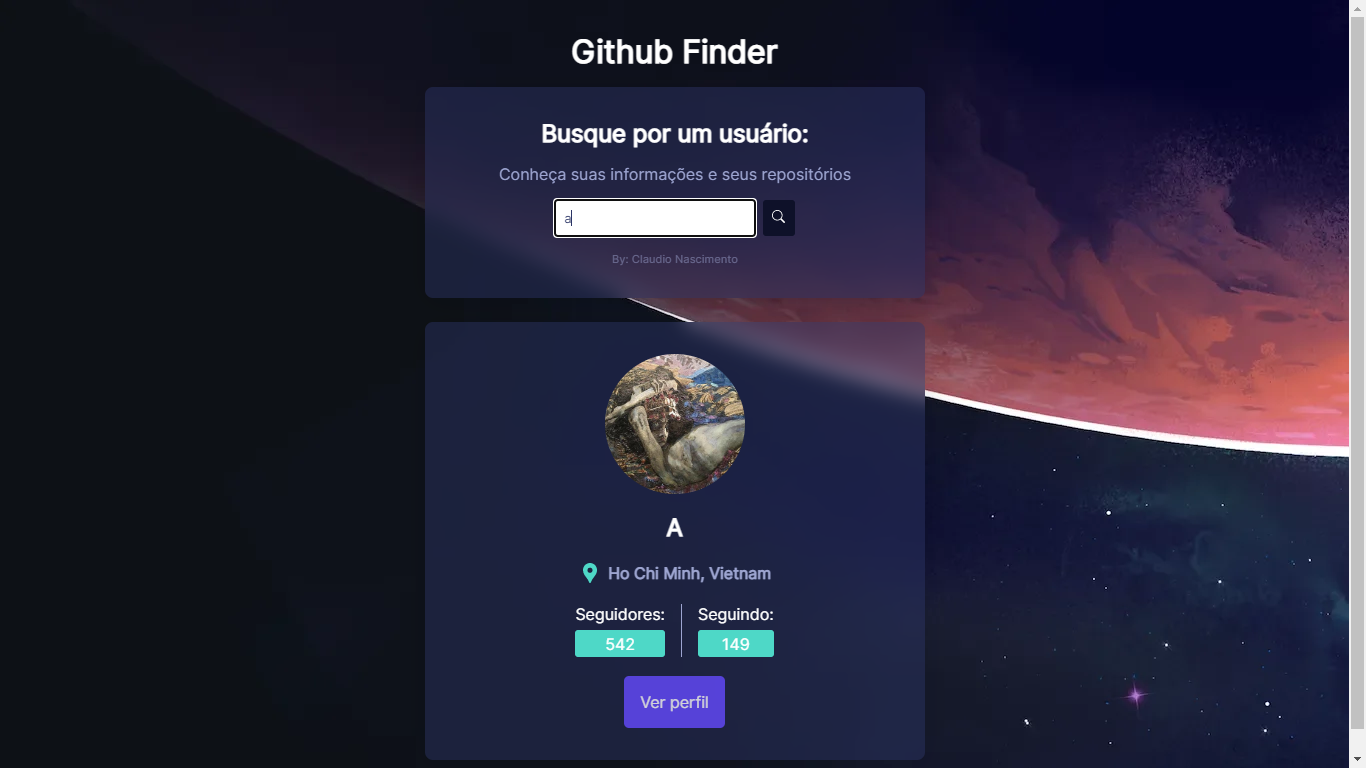 Github Finder
Busque por um usuário:
Conheça suas informações e seus repositórios
a
By: Claudio Nascimento
A
Ho Chi Minh, Vietnam
Seguidores: Seguindo:
542 149
Ver perfil